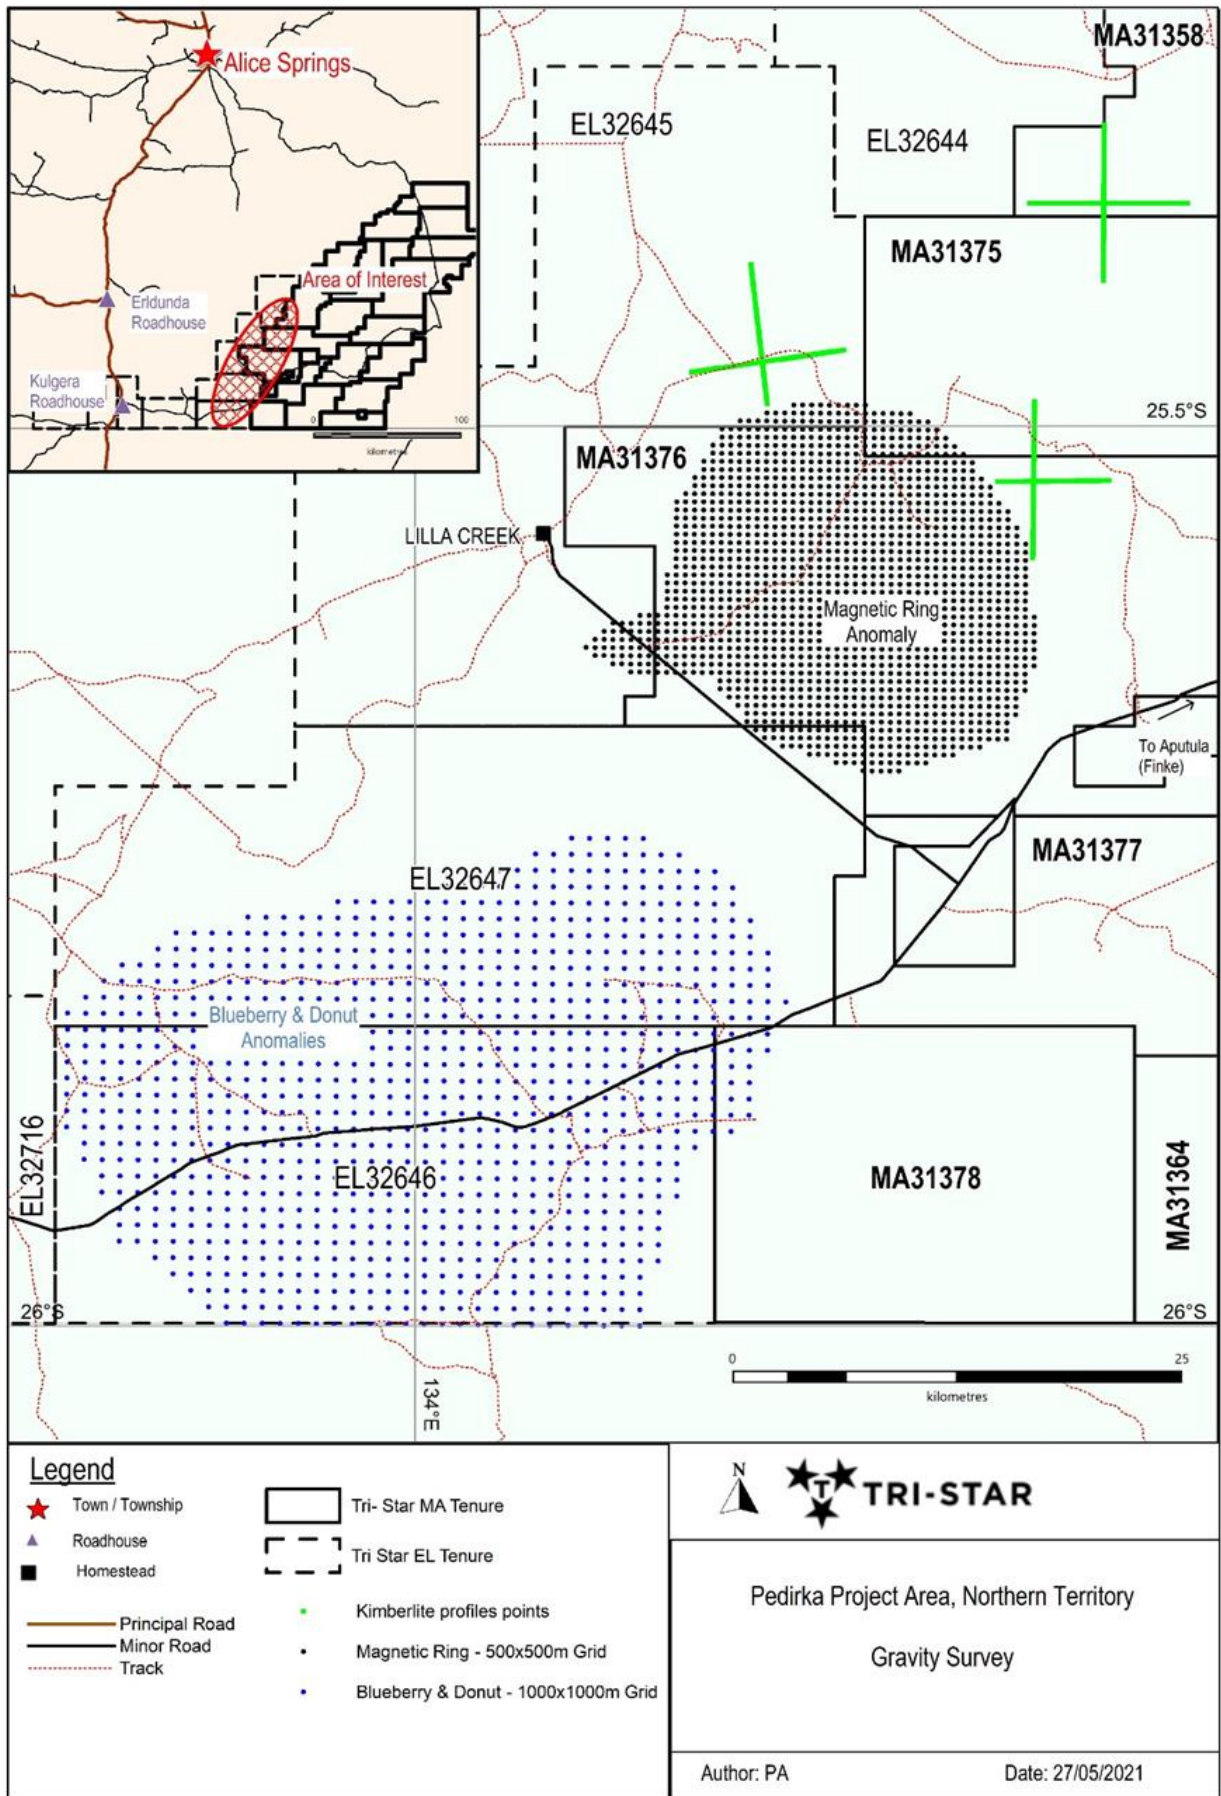 Alice Springs
Area of Interest
Erldunda
Roadhouse
Kulgera
Roadhouse
0
100
kilometres
MA31358
EL32645
EL32644
MA31375
25.5°S
MA31376
LILLA CREEK
Magnetic Ring
Anomaly
To Aputula
(Finke)
MA31377
EL32647
Blueberry & Donut
Anomalies
EL32716
EL32646
MA31378
MA31364
26°S
26°S
134°E
0
25
kilometres
Legend
Town / Township
Roadhouse
Homestead
Principal Road
Minor Road
Track
Tri- Star MA Tenure
Tri Star EL Tenure
Kimberlite profiles points
Magnetic Ring - 500x500m Grid
Blueberry & Donut - 1000x1000m Grid
N
T
TRI-STAR
Pedirka Project Area, Northern Territory
Gravity Survey
Author: PA
Date: 27/05/2021